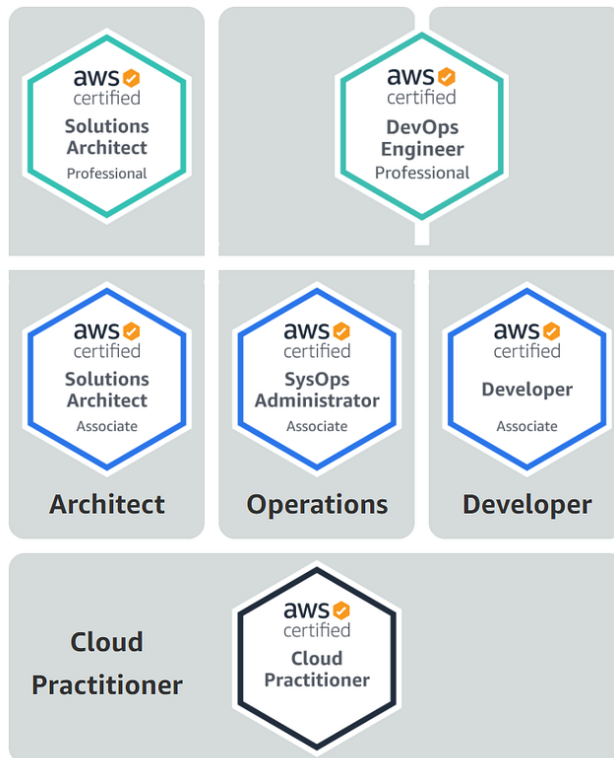 aws
certified
Solutions
Architect
Professional
aws
certified
DevOps
Engineer
Professional
aws
certified
Solutions
Architect
Associate
aws
certified
SysOps
Administrator
Associate
aws
certified
Developer
Associate
Architect
Operations
Developer
Cloud
Practitioner
aws
certified
Cloud
Practitioner